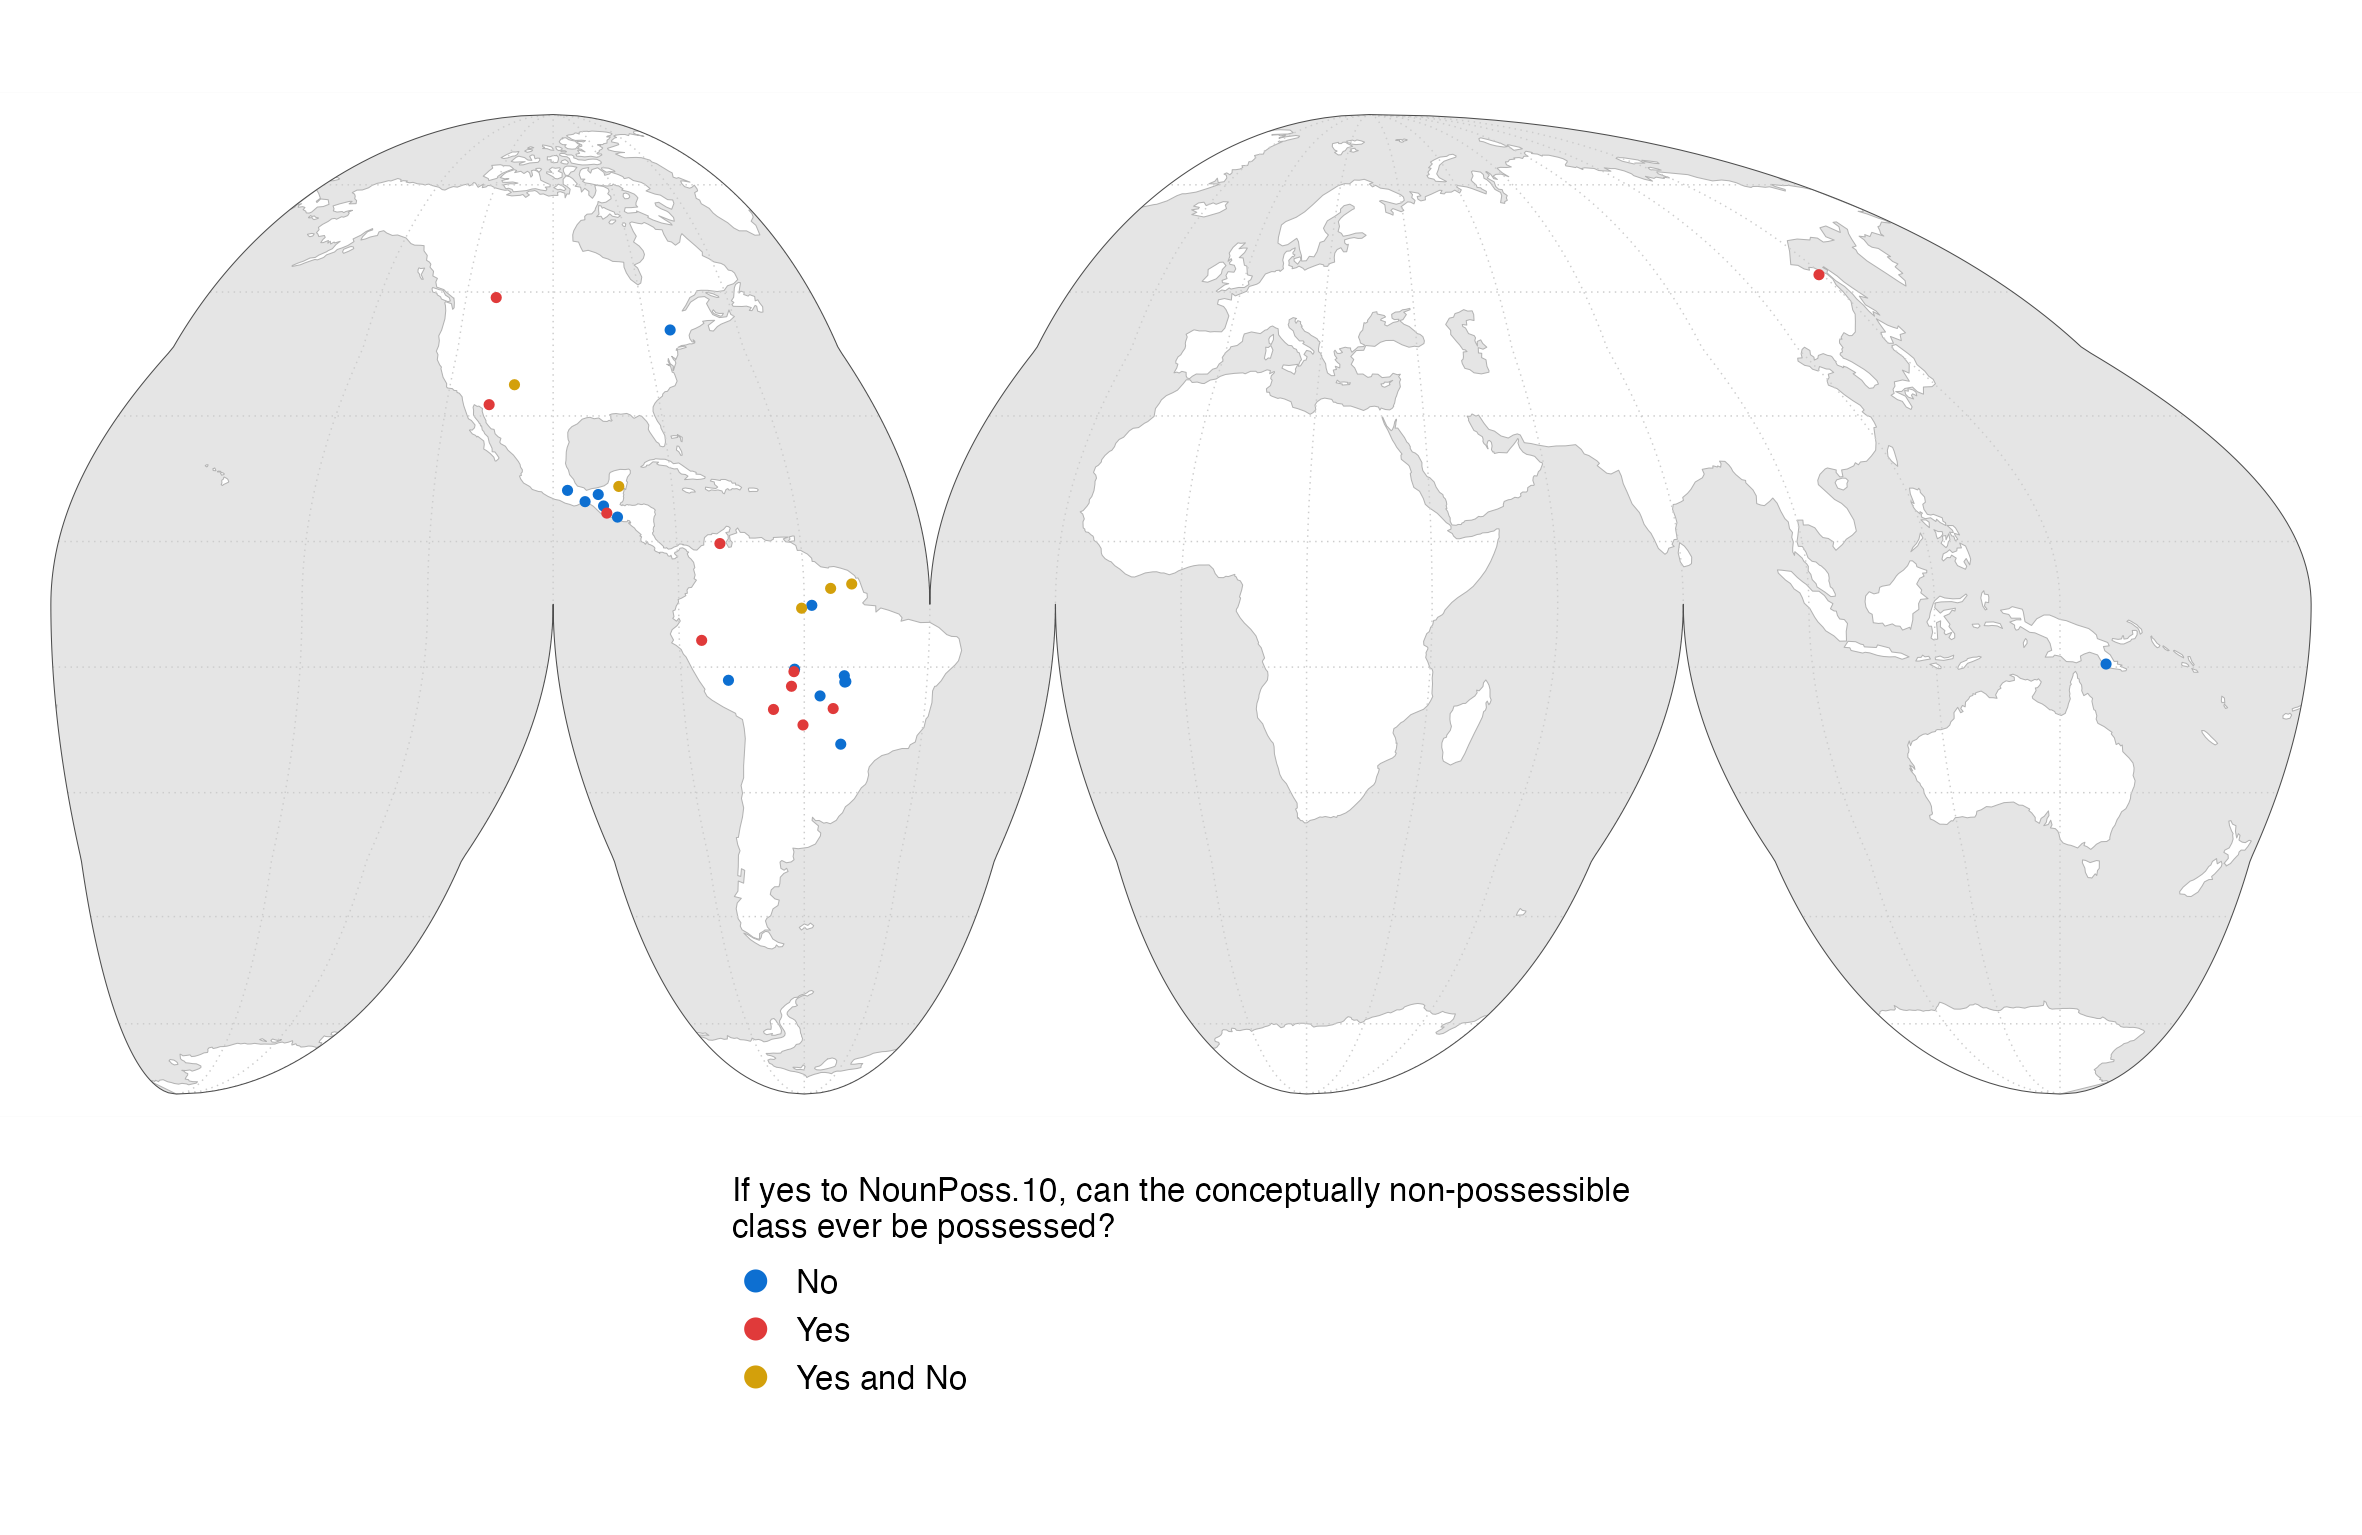 If yes to NounPoss.10, can the conceptually non-possessible
class ever be possessed?
No
Yes
Yes and No